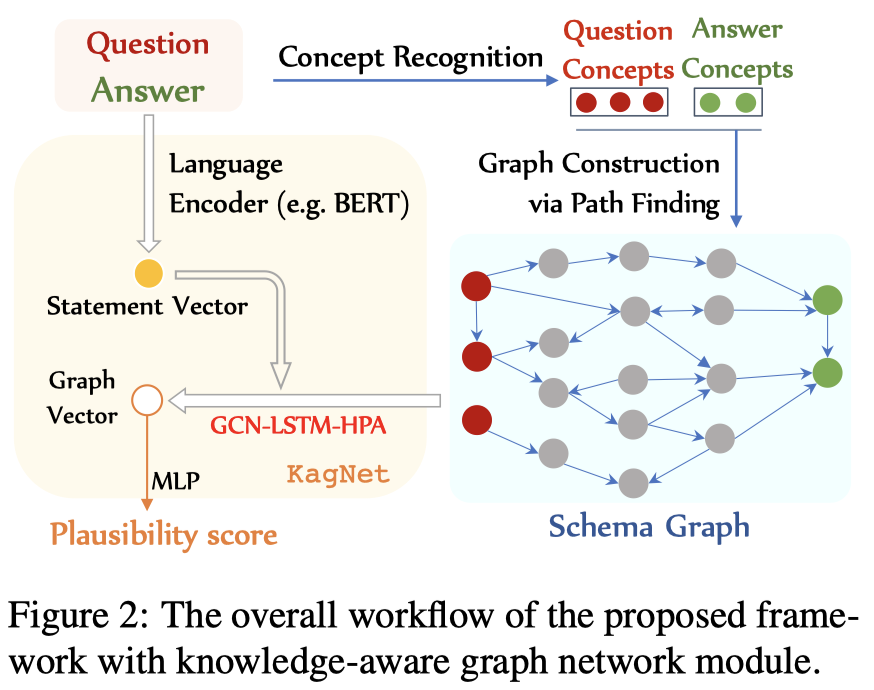 Question
Answer
Concept Recognition
Question
Concepts
Answer
Concepts
Language
Encoder (e.g. BERT)
Graph Construction
via Path Finding
Statement Vector
Graph
Vector
GCN-LSTM-HPA
KagNet
MLP
Plausibility score
Schema Graph
Figure 2: The overall workflow of the proposed frame-
work with knowledge-aware graph network module.